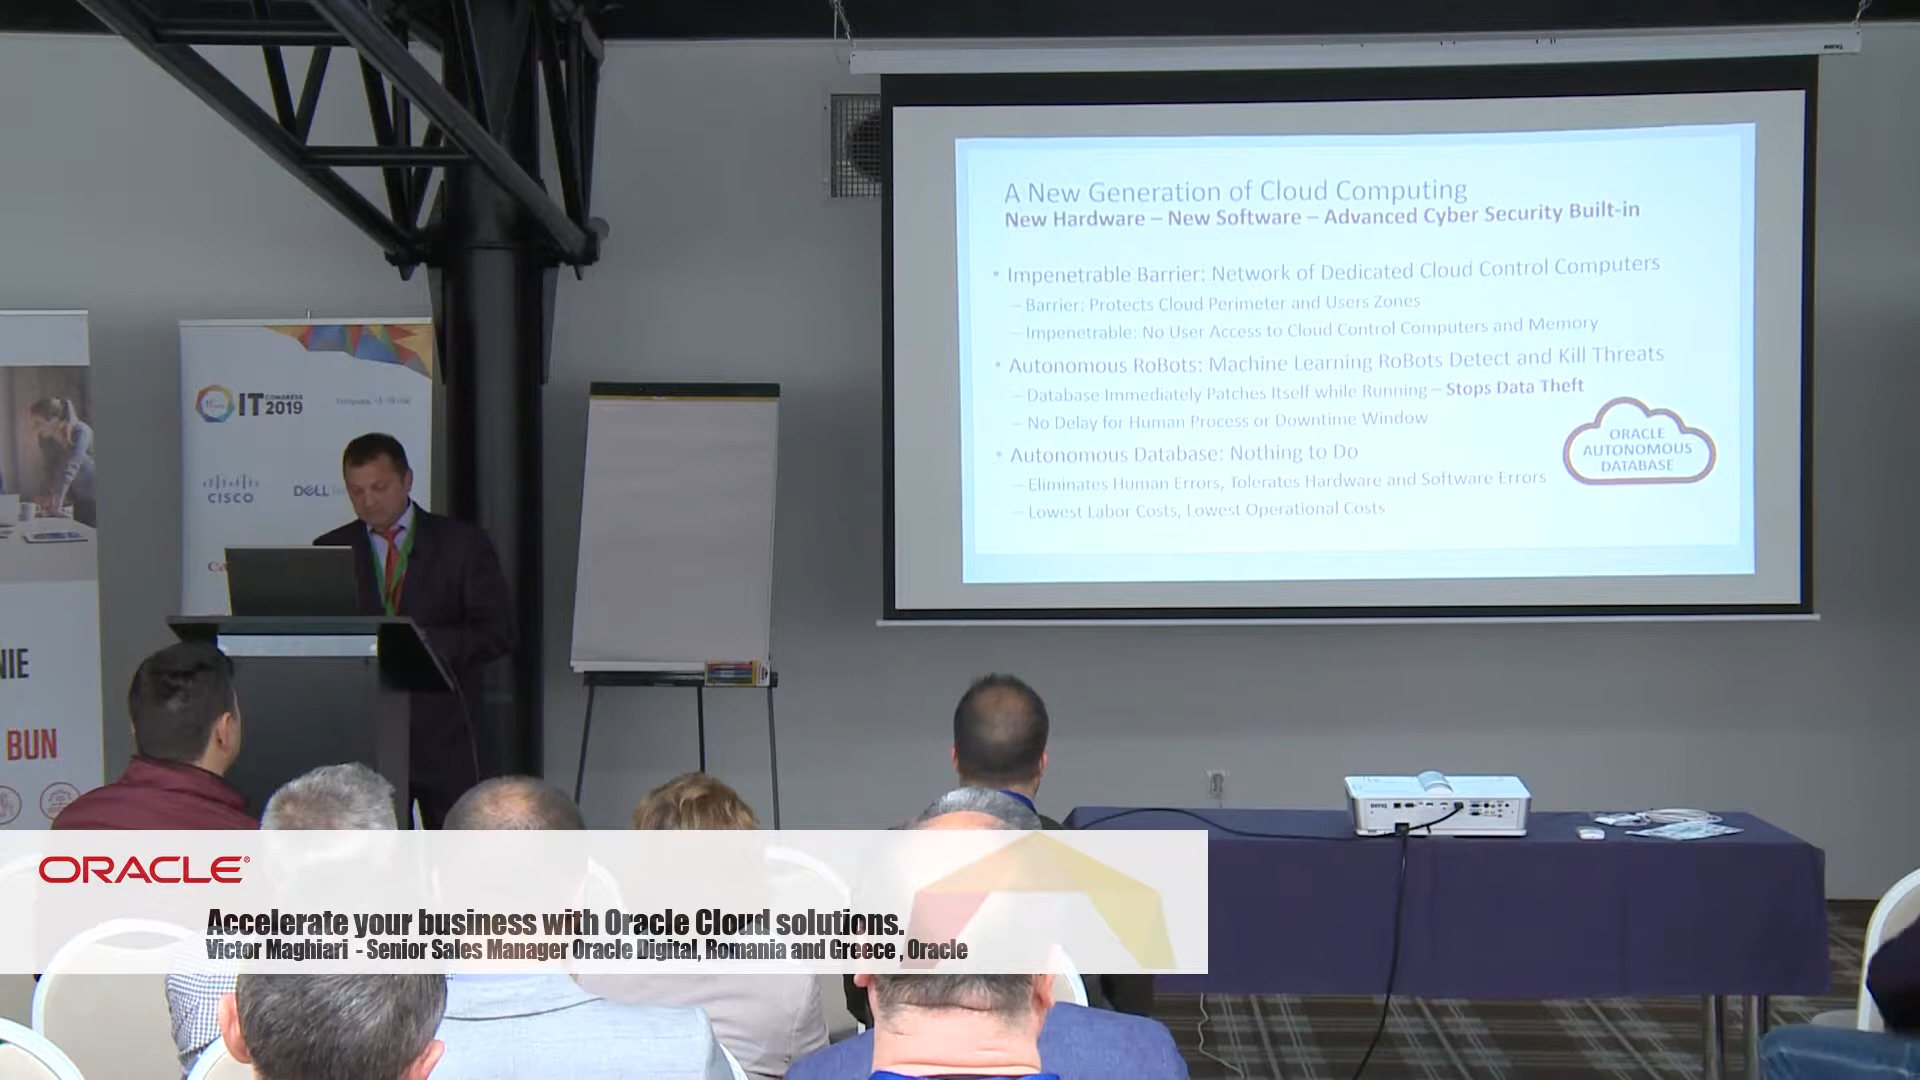 A New Generation of Cloud Computing
New Hardware – New Software – Advanced Cyber Security Built-in
• Impenetrable Barrier: Network of Dedicated Cloud Control Computers
– Barrier: Protects Cloud Perimeter and Users Zones
– Impenetrable: No User Access to Cloud Control Computers and Memory
• Autonomous RoBots: Machine Learning RoBots Detect and Kill Threats
– Database Immediately Patches Itself while Running – Stops Data Theft
– No Delay for Human Process or Downtime Window
• Autonomous Database: Nothing to Do
– Eliminates Human Errors, Tolerates Hardware and Software Errors
– Lowest Labor Costs, Lowest Operational Costs
ORACLE
AUTONOMOUS
DATABASE
IT CONGRESS
2019
CISCO
DELL
NIE
BUN
BenQ
ORACLE®
Accelerate your business with Oracle Cloud solutions.
Victor Maghiari - Senior Sales Manager Oracle Digital, Romania and Greece , Oracle